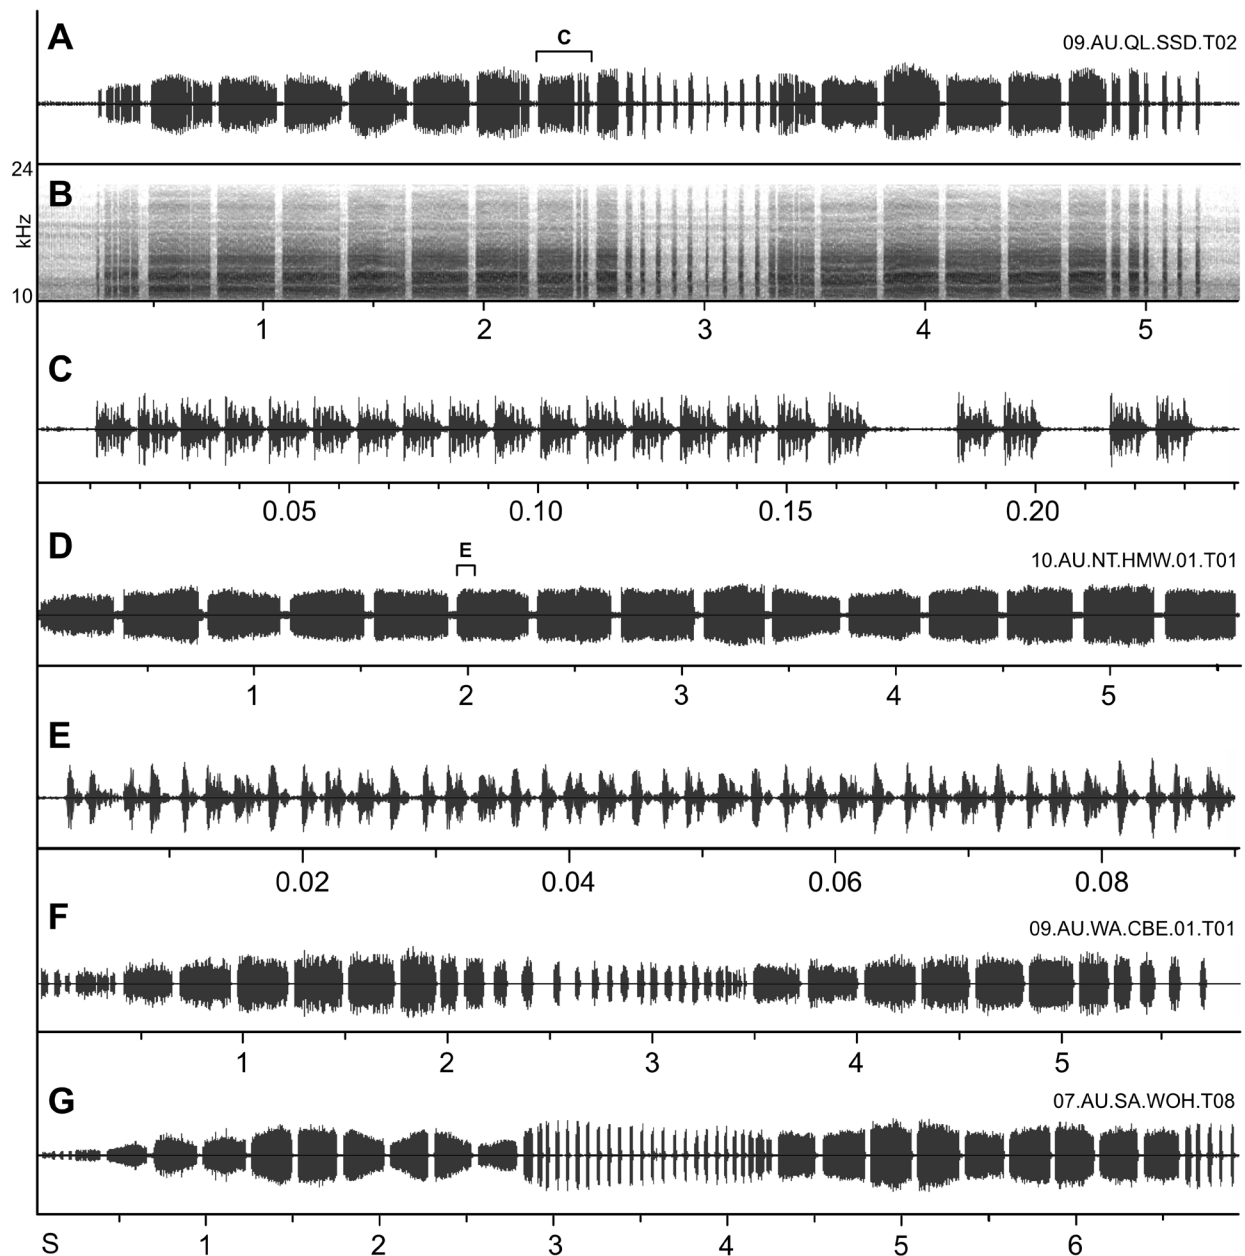 A
C
09.AU.QL.SSD.T02
24
B
kHz
10
1 2 3 4 5
C
0.05 0.10 0.15 0.20
D
E
10.AU.NT.HMW.01.T01
1 2 3 4 5
E
0.02 0.04 0.06 0.08
F
09.AU.WA.CBE.01.T01
1 2 3 4 5
G
07.AU.SA.WOH.T08
S 1 2 3 4 5 6